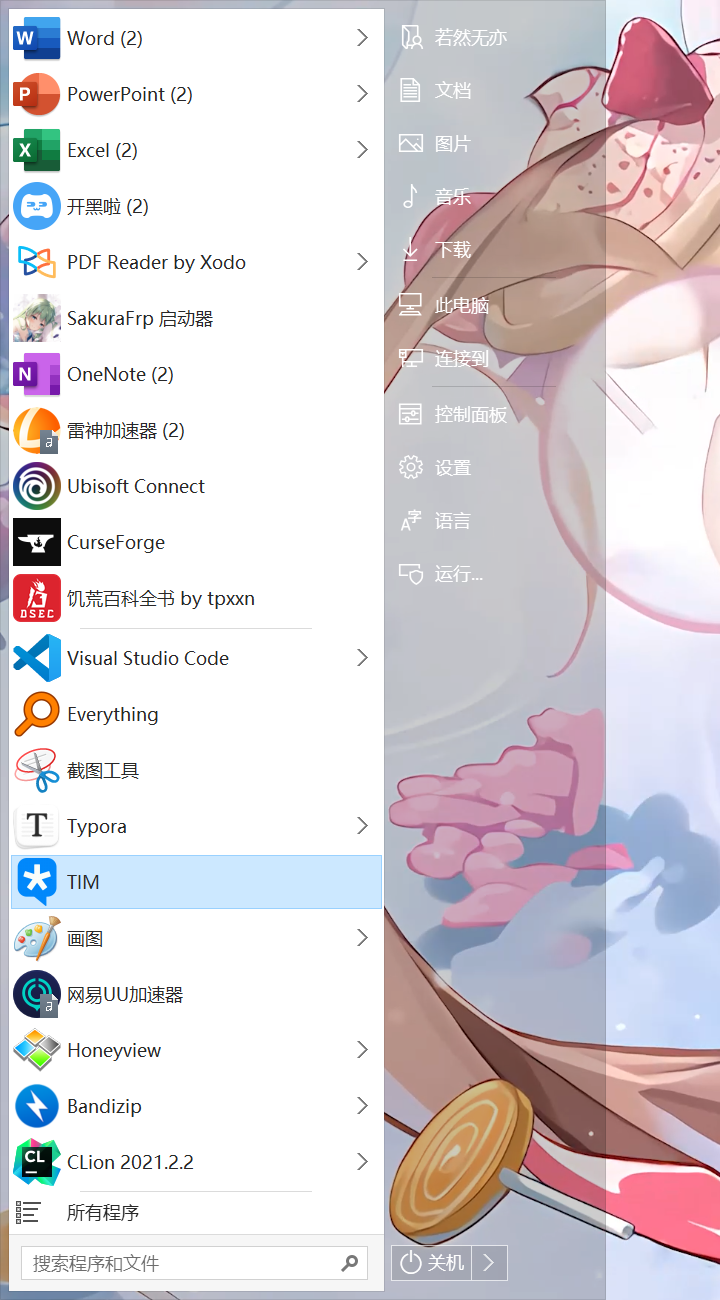 Word (2)
PowerPoint (2)
Excel (2)
开黑啦 (2)
PDF Reader by Xodo
SakuraFrp 启动器
OneNote (2)
雷神加速器 (2)
Ubisoft Connect
CurseForge
DSEC
饥荒百科全书 by tpxxn
Visual Studio Code
Everything
截图工具
Typora
TIM
画图
网易UU加速器
Honeyview
Bandizip
CL
CLion 2021.2.2
所有程序
搜索程序和文件
若然无亦
文档
图片
音乐
下载
此电脑
连接到
控制面板
设置
语言
运行...
关机